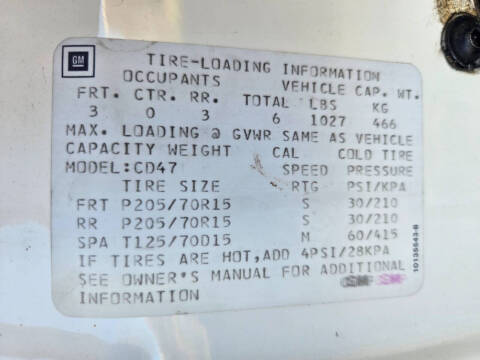 GM
TIRE-LOADING INFORMATION
OCCUPANTS VEHICLE CAP. WT.
FRT. CTR. RR. TOTAL LBS KG
3 0 3 6 1027 466
MAX. LOADING @ GVWR SAME AS VEHICLE
CAPACITY WEIGHT CAL COLD TIRE
MODEL:CD47 SPEED PRESSURE
TIRE SIZE RTG PSI/KPA
FRT P205/70R15 S 30/210
RR P205/70R15 S 30/210
SPA T125/70D15 M 60/415
IF TIRES ARE HOT,ADD 4PSI/28KPA
SEE OWNER'S MANUAL FOR ADDITIONAL
INFORMATION
10135643-B